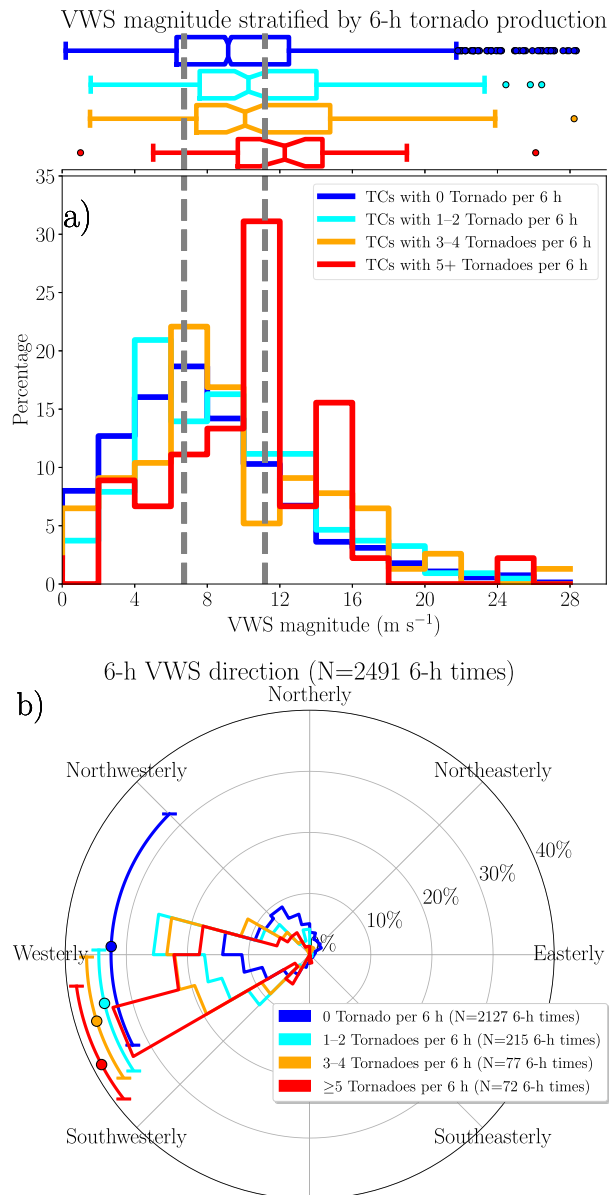 VWS magnitude stratified by 6-h tornado production
a)
TCs with 0 Tornado per 6 h
TCs with 1–2 Tornado per 6 h
TCs with 3–4 Tornadoes per 6 h
TCs with 5+ Tornadoes per 6 h
Percentage
35
30
25
20
15
10
5
0
0 4 8 12 16 20 24 28
VWS magnitude (m s⁻¹)
6-h VWS direction (N=2491 6-h times)
b)
Northerly
Northwesterly
Northeasterly
40%
30%
20%
10%
Westerly
%
Easterly
0 Tornado per 6 h (N=2127 6-h times)
1–2 Tornadoes per 6 h (N=215 6-h times)
3–4 Tornadoes per 6 h (N=77 6-h times)
≥5 Tornadoes per 6 h (N=72 6-h times)
Southwesterly
Southeasterly